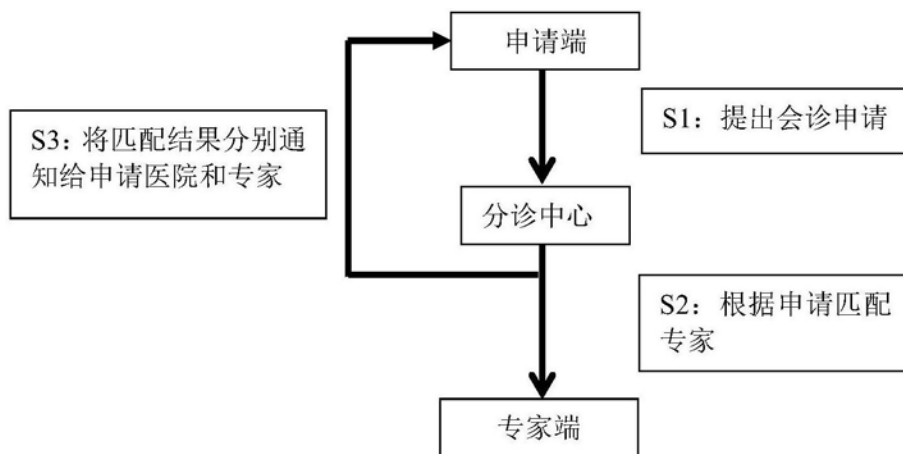 申请端
S1：提出会诊申请
S3：将匹配结果分别通
知给申请医院和专家
分诊中心
S2：根据申请匹配
专家
专家端